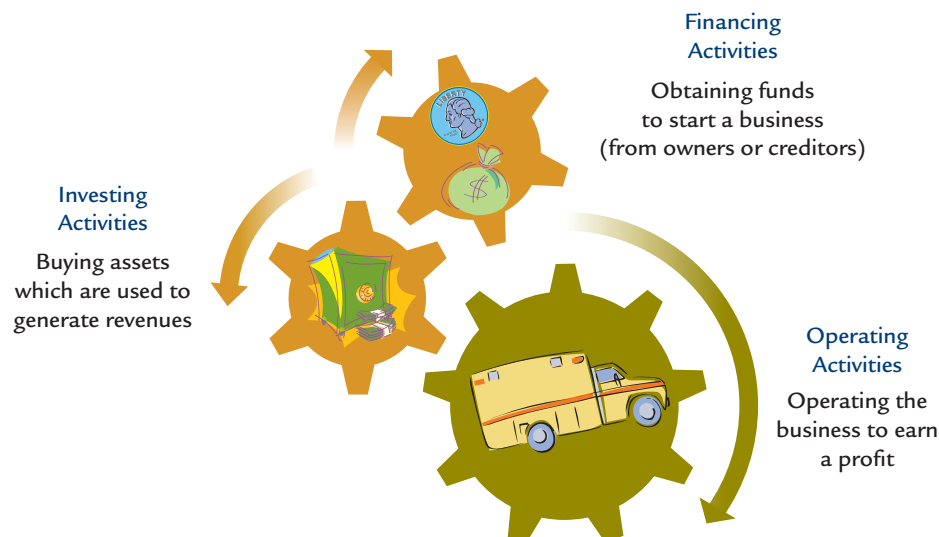 Financing
Activities
Obtaining funds
to start a business
(from owners or creditors)
Investing
Activities
Buying assets
which are used to
generate revenues
Operating
Activities
Operating the
business to earn
a profit
LIBERTY
$